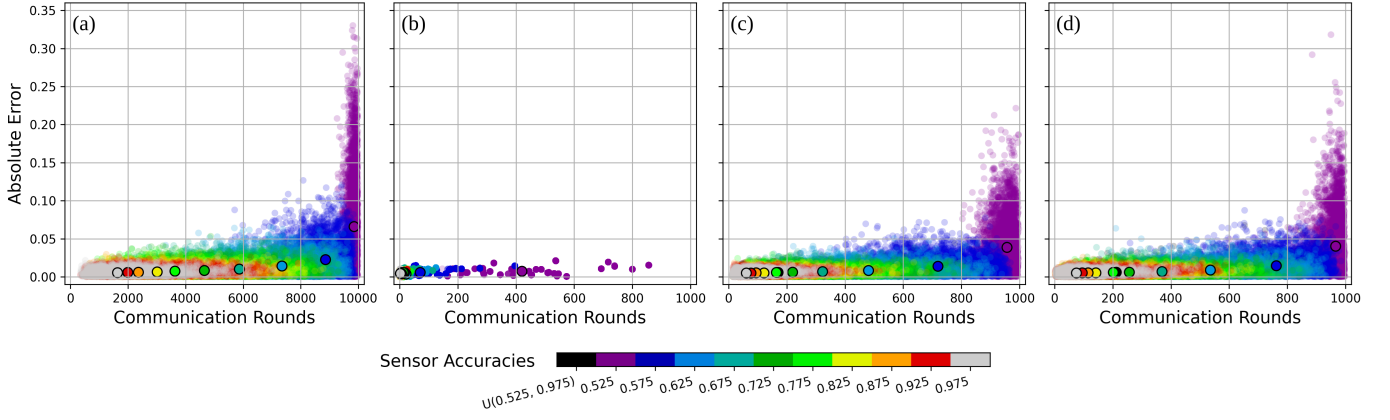 (a) (b) (c) (d)
0.35
0.30
0.25
0.20
0.15
0.10
0.05
0.00
Absolute Error
0 2000 4000 6000 8000 10000
0 200 400 600 800 1000
0 200 400 600 800 1000
0 200 400 600 800 1000
Communication Rounds Communication Rounds Communication Rounds Communication Rounds
Sensor Accuracies
U(0.525, 0.975) 0.525 0.575 0.625 0.675 0.725 0.775 0.825 0.875 0.925 0.975